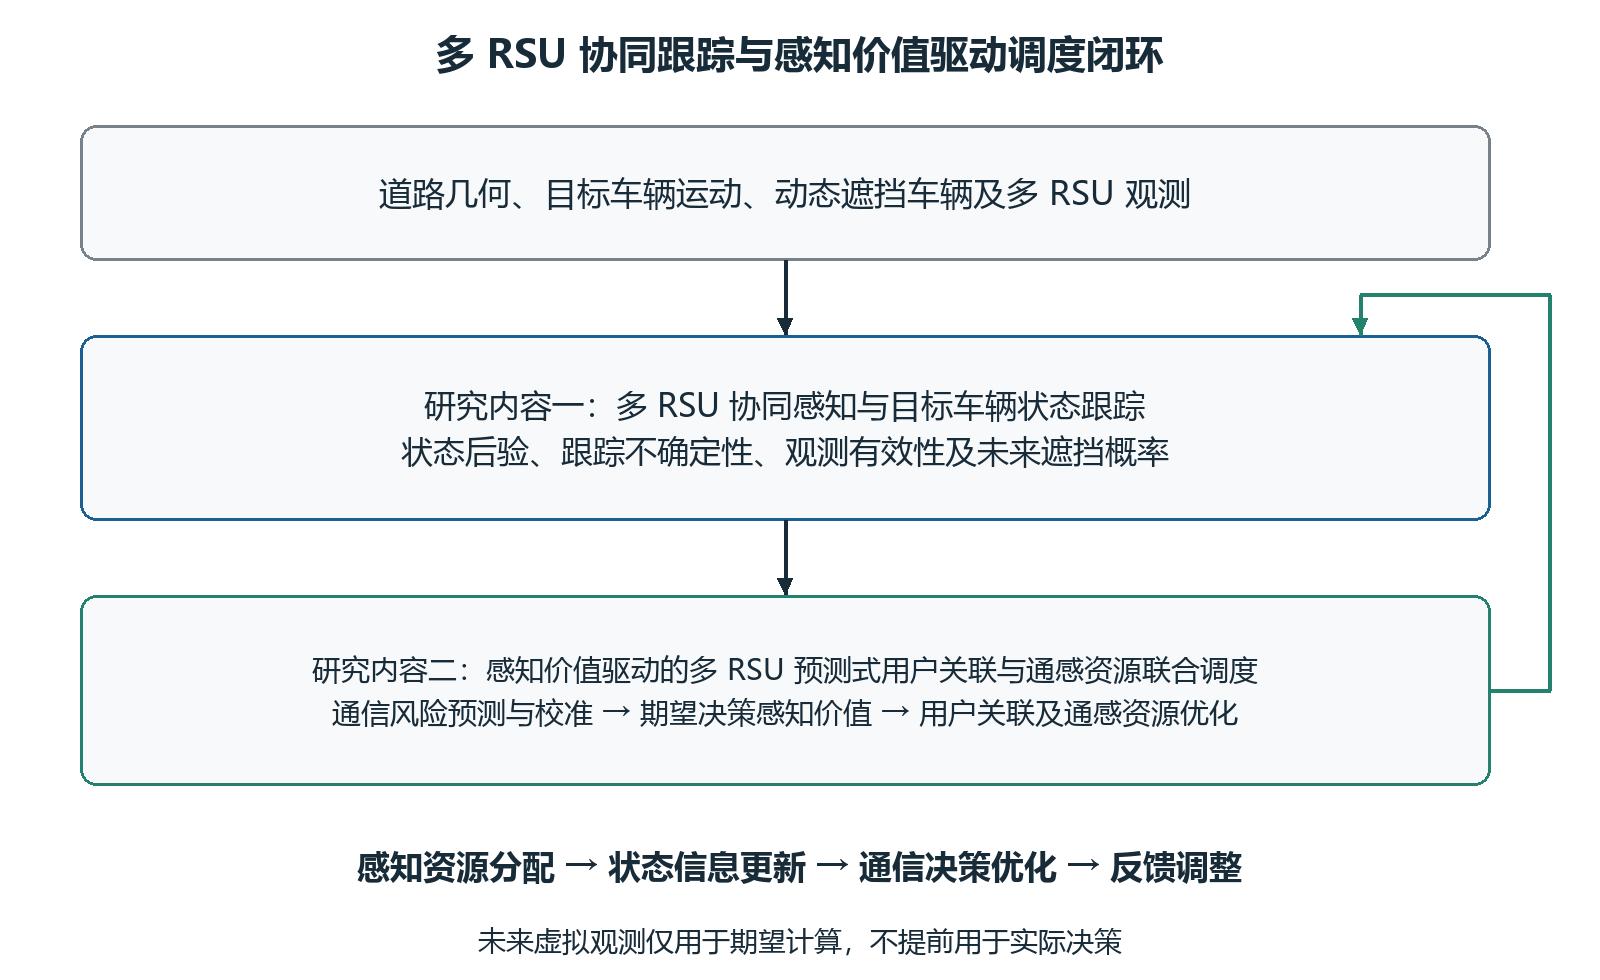 多 RSU 协同跟踪与感知价值驱动调度闭环
道路几何、目标车辆运动、动态遮挡车辆及多 RSU 观测
研究内容一：多 RSU 协同感知与目标车辆状态跟踪
状态后验、跟踪不确定性、观测有效性及未来遮挡概率
研究内容二：感知价值驱动的多 RSU 预测式用户关联与通感资源联合调度
通信风险预测与校准 → 期望决策感知价值 → 用户关联及通感资源优化
感知资源分配 → 状态信息更新 → 通信决策优化 → 反馈调整
未来虚拟观测仅用于期望计算，不提前用于实际决策